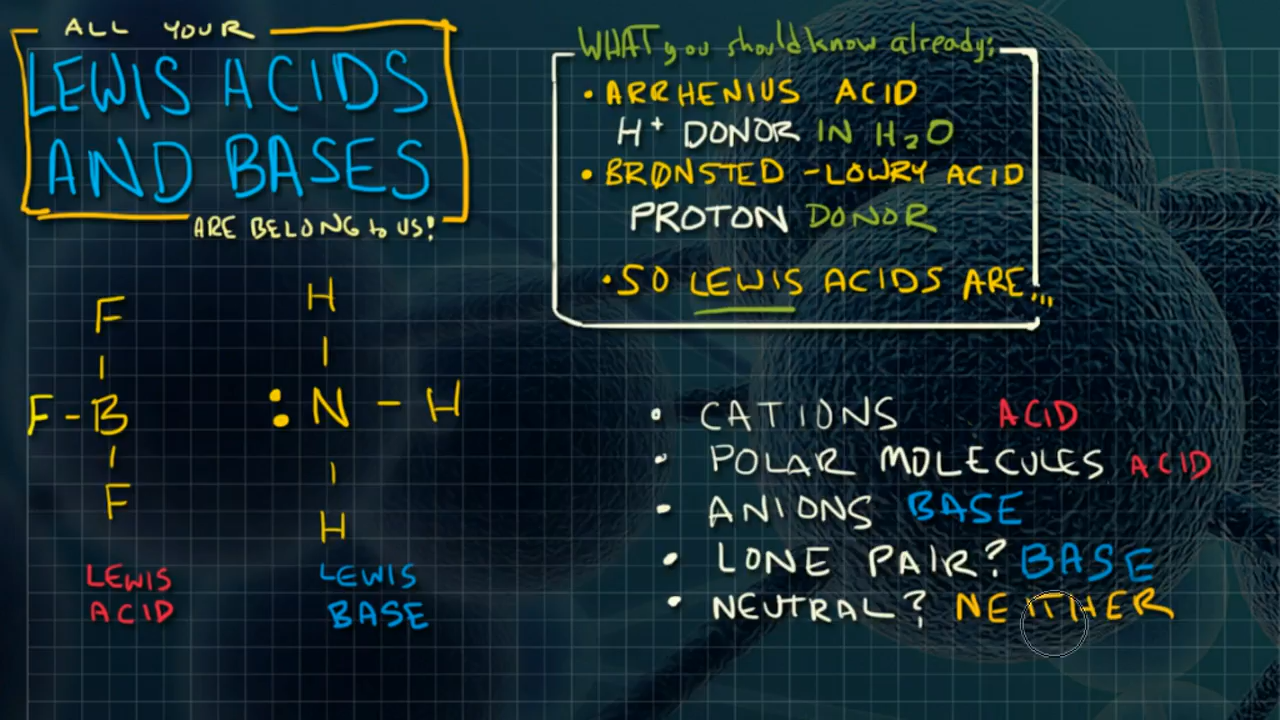 ALL YOUR
LEWIS ACIDS
AND BASES
ARE BELONG to US!
F
F-B
F
H
:N-H
H
LEWIS
ACID
LEWIS
BASE
WHAT you should know already:
• ARRHENIUS ACID
H⁺ DONOR IN H₂O
• BRØNSTED-LOWRY ACID
PROTON DONOR
• SO LEWIS ACIDS ARE...
• CATIONS ACID
• POLAR MOLECULES ACID
• ANIONS BASE
• LONE PAIR? BASE
• NEUTRAL? NEITHER